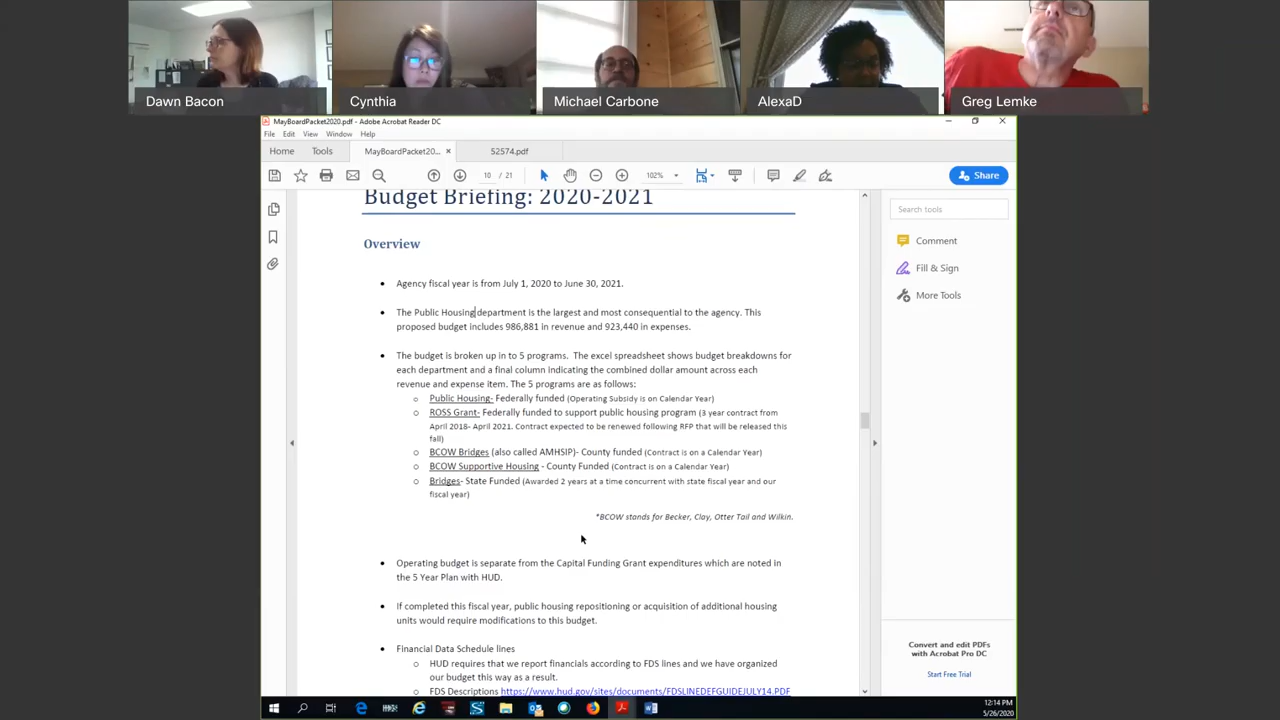 Dawn Bacon
Cynthia
Michael Carbone
AlexaD
Greg Lemke
MayBoardPacket2020.pdf - Adobe Acrobat Reader DC
File Edit View Window Help
Home Tools MayBoardPacket20... × 52574.pdf
10 / 21 102% Share
Budget Briefing: 2020-2021
Search tools
Comment
Fill & Sign
More Tools
Overview
• Agency fiscal year is from July 1, 2020 to June 30, 2021.
• The Public Housing department is the largest and most consequential to the agency. This
proposed budget includes 986,881 in revenue and 923,440 in expenses.
• The budget is broken up in to 5 programs. The excel spreadsheet shows budget breakdowns for
each department and a final column indicating the combined dollar amount across each
revenue and expense item. The 5 programs are as follows:
o Public Housing- Federally funded (Operating Subsidy is on Calendar Year)
o ROSS Grant- Federally funded to support public housing program (3 year contract from
April 2018- April 2021. Contract expected to be renewed following RFP that will be released this
fall)
o BCOW Bridges (also called AMHSIP)- County funded (Contract is on a Calendar Year)
o BCOW Supportive Housing - County Funded (Contract is on a Calendar Year)
o Bridges- State Funded (Awarded 2 years at a time concurrent with state fiscal year and our
fiscal year)
*BCOW stands for Becker, Clay, Otter Tail and Wilkin.
• Operating budget is separate from the Capital Funding Grant expenditures which are noted in
the 5 Year Plan with HUD.
• If completed this fiscal year, public housing repositioning or acquisition of additional housing
units would require modifications to this budget.
• Financial Data Schedule lines
o HUD requires that we report financials according to FDS lines and we have organized
our budget this way as a result.
o FDS Descriptions https://www.hud.gov/sites/documents/FDSLINEDEFGUIDEJULY14.PDF
Convert and edit PDFs
with Acrobat Pro DC
Start Free Trial
12:14 PM
5/26/2020